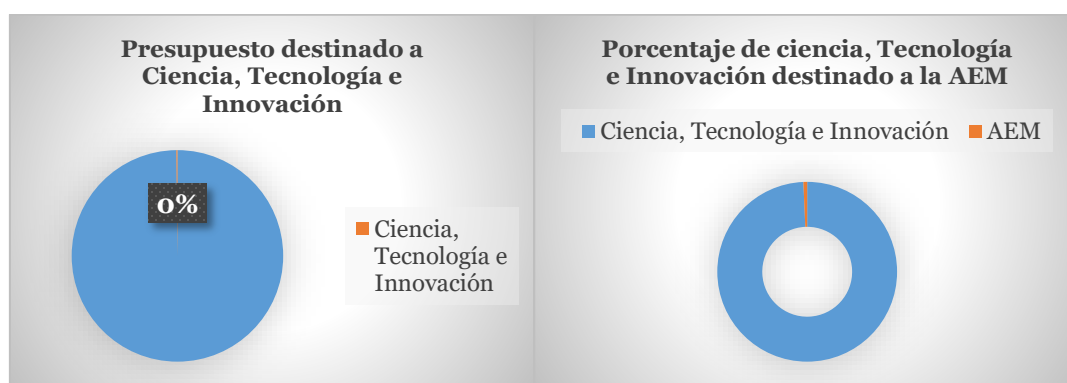 Presupuesto destinado a
Ciencia, Tecnología e
Innovación
0%
Ciencia,
Tecnología e
Innovación
Porcentaje de ciencia, Tecnología
e Innovación destinado a la AEM
Ciencia, Tecnología e Innovación AEM